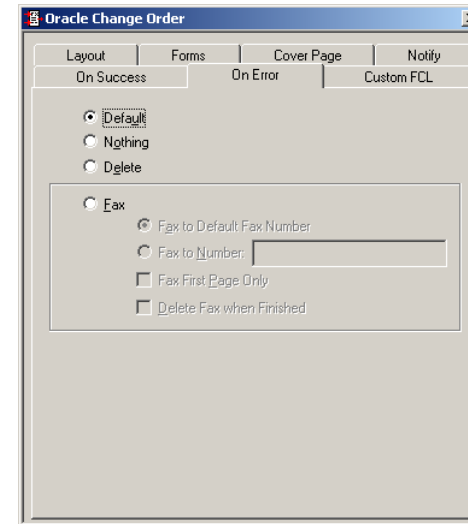 Oracle Change Order
Layout Forms Cover Page Notify
On Success On Error Custom FCL
Default
Nothing
Delete
Fax
Fax to Default Fax Number
Fax to Number:
Fax First Page Only
Delete Fax when Finished